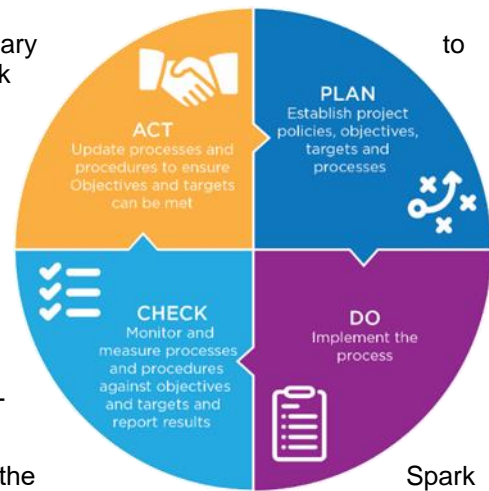 ary
to
k
ACT
Update processes and
procedures to ensure
Objectives and targets
can be met
PLAN
Establish project
policies, objectives,
targets and
processes
CHECK
Monitor and
measure processes
and procedures
against objectives
and targets and
report results
DO
Implement the
process
-
the
Spark